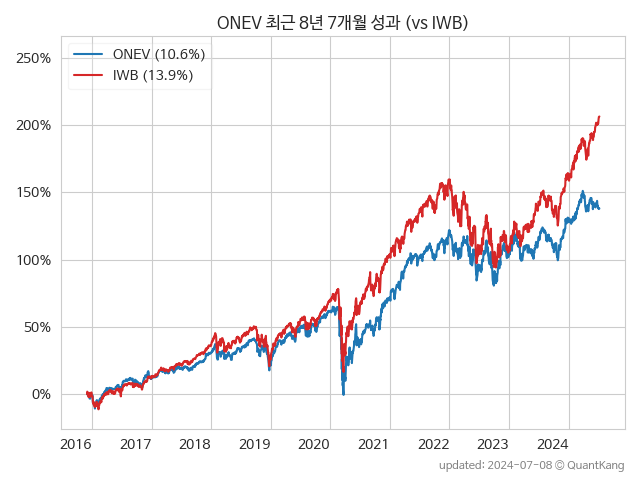 ONEV 최근 8년 7개월 성과 (vs IWB)
ONEV (10.6%)
IWB (13.9%)
250%
200%
150%
100%
50%
0%
2016 2017 2018 2019 2020 2021 2022 2023 2024
updated: 2024-07-08 © QuantKang